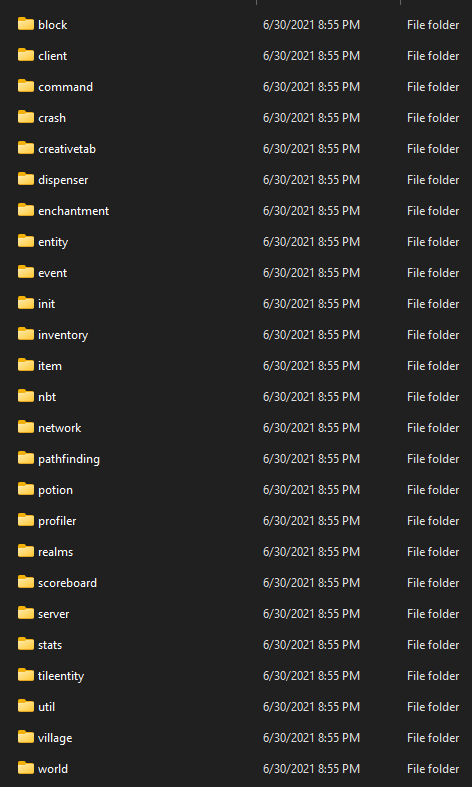 block 6/30/2021 8:55 PM File folder
client 6/30/2021 8:55 PM File folder
command 6/30/2021 8:55 PM File folder
crash 6/30/2021 8:55 PM File folder
creativetab 6/30/2021 8:55 PM File folder
dispenser 6/30/2021 8:55 PM File folder
enchantment 6/30/2021 8:55 PM File folder
entity 6/30/2021 8:55 PM File folder
event 6/30/2021 8:55 PM File folder
init 6/30/2021 8:55 PM File folder
inventory 6/30/2021 8:55 PM File folder
item 6/30/2021 8:55 PM File folder
nbt 6/30/2021 8:55 PM File folder
network 6/30/2021 8:55 PM File folder
pathfinding 6/30/2021 8:55 PM File folder
potion 6/30/2021 8:55 PM File folder
profiler 6/30/2021 8:55 PM File folder
realms 6/30/2021 8:55 PM File folder
scoreboard 6/30/2021 8:55 PM File folder
server 6/30/2021 8:55 PM File folder
stats 6/30/2021 8:55 PM File folder
tileentity 6/30/2021 8:55 PM File folder
util 6/30/2021 8:55 PM File folder
village 6/30/2021 8:55 PM File folder
world 6/30/2021 8:55 PM File folder